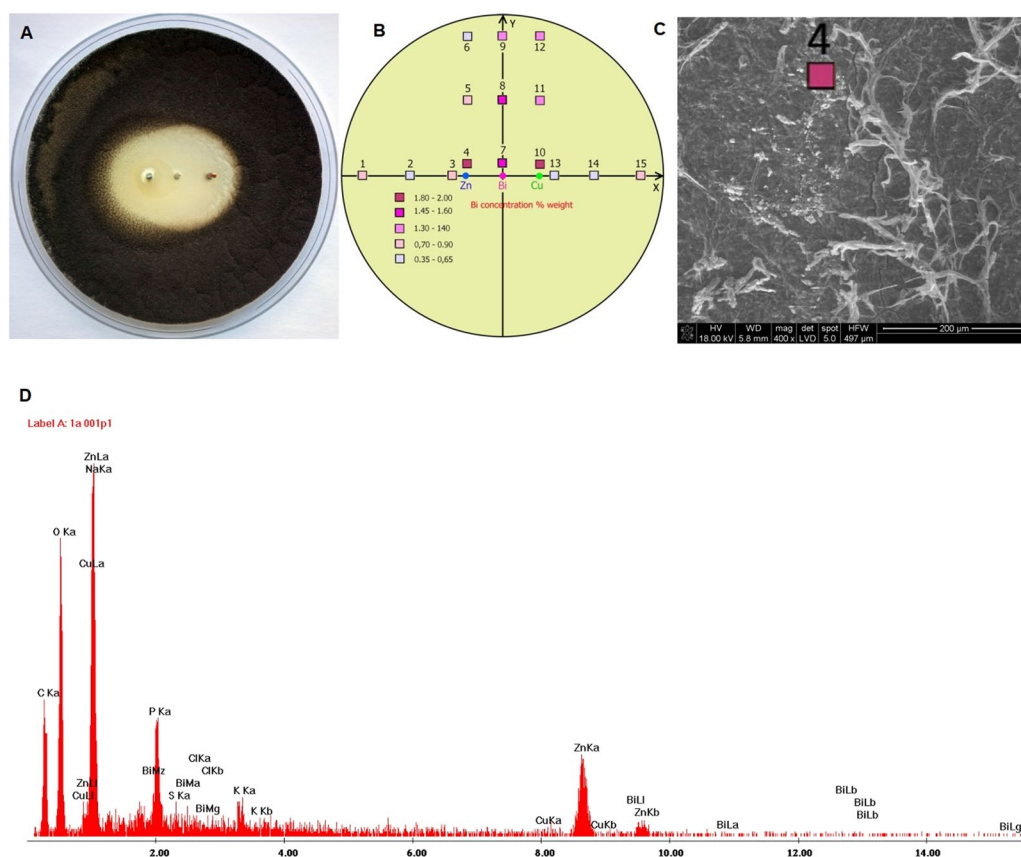 A
B
C
Y
6
9
12
5
8
11
4
7
10
1
2
3
13
14
15
Zn
Bi
Cu
X
1.80 - 2.00
1.45 - 1.60
1.30 - 140
0,70 - 0.90
0.35 - 0,65
Bi concentration % weight
4
HV WD mag det spot HFW
18.00 kV 5.8 mm 400 x LVD 5.0 497 µm
200 µm
D
Label A: 1a 001p1
ZnLa
NaKa
O Ka
CuLa
C Ka
P Ka
ZnLl
CuLl
BiMz
ClKa
ClKb
BiMa
S Ka
BiMg
K Ka
K Kb
ZnKa
CuKa
CuKb
BiLl
ZnKb
BiLa
BiLb
BiLb
BiLb
BiLg
2.00 4.00 6.00 8.00 10.00 12.00 14.00